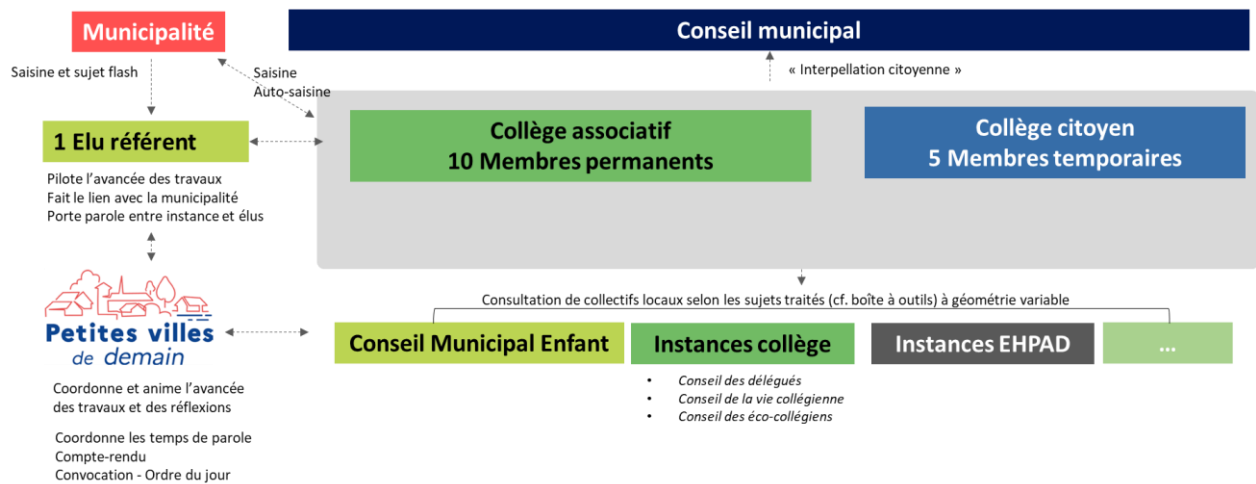 Municipalité
Conseil municipal
Saisine et sujet flash
Saisine
Auto-saisine
« Interpellation citoyenne »
1 Elu référent
Collège associatif
10 Membres permanents
Collège citoyen
5 Membres temporaires
Pilote l’avancée des travaux
Fait le lien avec la municipalité
Porte parole entre instance et élus
Petites villes
de demain
Consultation de collectifs locaux selon les sujets traités (cf. boîte à outils) à géométrie variable
Conseil Municipal Enfant
Instances collège
Instances EHPAD
...
• Conseil des délégués
• Conseil de la vie collégienne
• Conseil des éco-collégiens
Coordonne et anime l’avancée
des travaux et des réflexions
Coordonne les temps de parole
Compte-rendu
Convocation - Ordre du jour